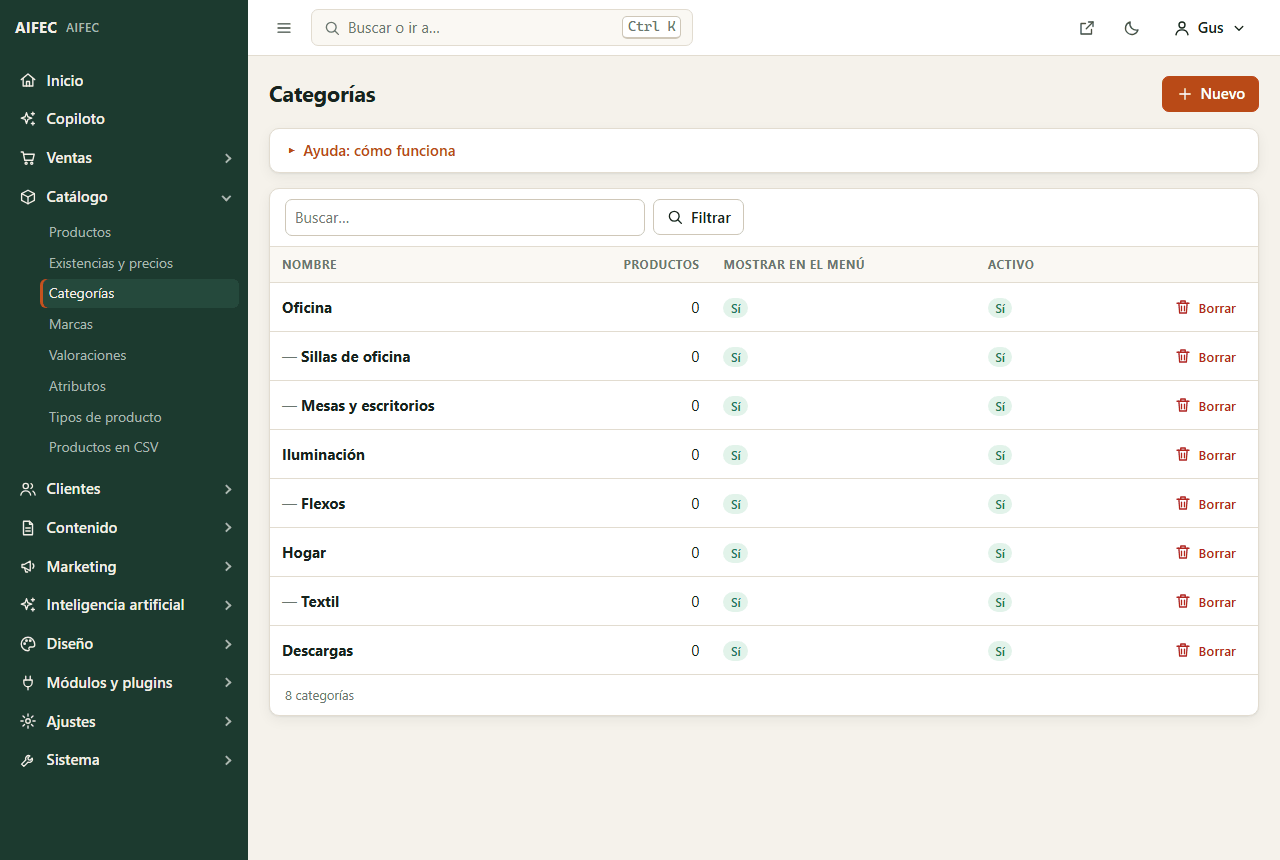 AIFEC AIFEC
Buscar o ir a...
Ctrl K
Gus
Inicio
Copiloto
Ventas
Catálogo
Productos
Existencias y precios
Categorías
Marcas
Valoraciones
Atributos
Tipos de producto
Productos en CSV
Clientes
Contenido
Marketing
Inteligencia artificial
Diseño
Módulos y plugins
Ajustes
Sistema
Categorías
Nuevo
Ayuda: cómo funciona
Buscar...
Filtrar
NOMBRE PRODUCTOS MOSTRAR EN EL MENÚ ACTIVO
Oficina 0 Sí Sí Borrar
— Sillas de oficina 0 Sí Sí Borrar
— Mesas y escritorios 0 Sí Sí Borrar
Iluminación 0 Sí Sí Borrar
— Flexos 0 Sí Sí Borrar
Hogar 0 Sí Sí Borrar
— Textil 0 Sí Sí Borrar
Descargas 0 Sí Sí Borrar
8 categorías